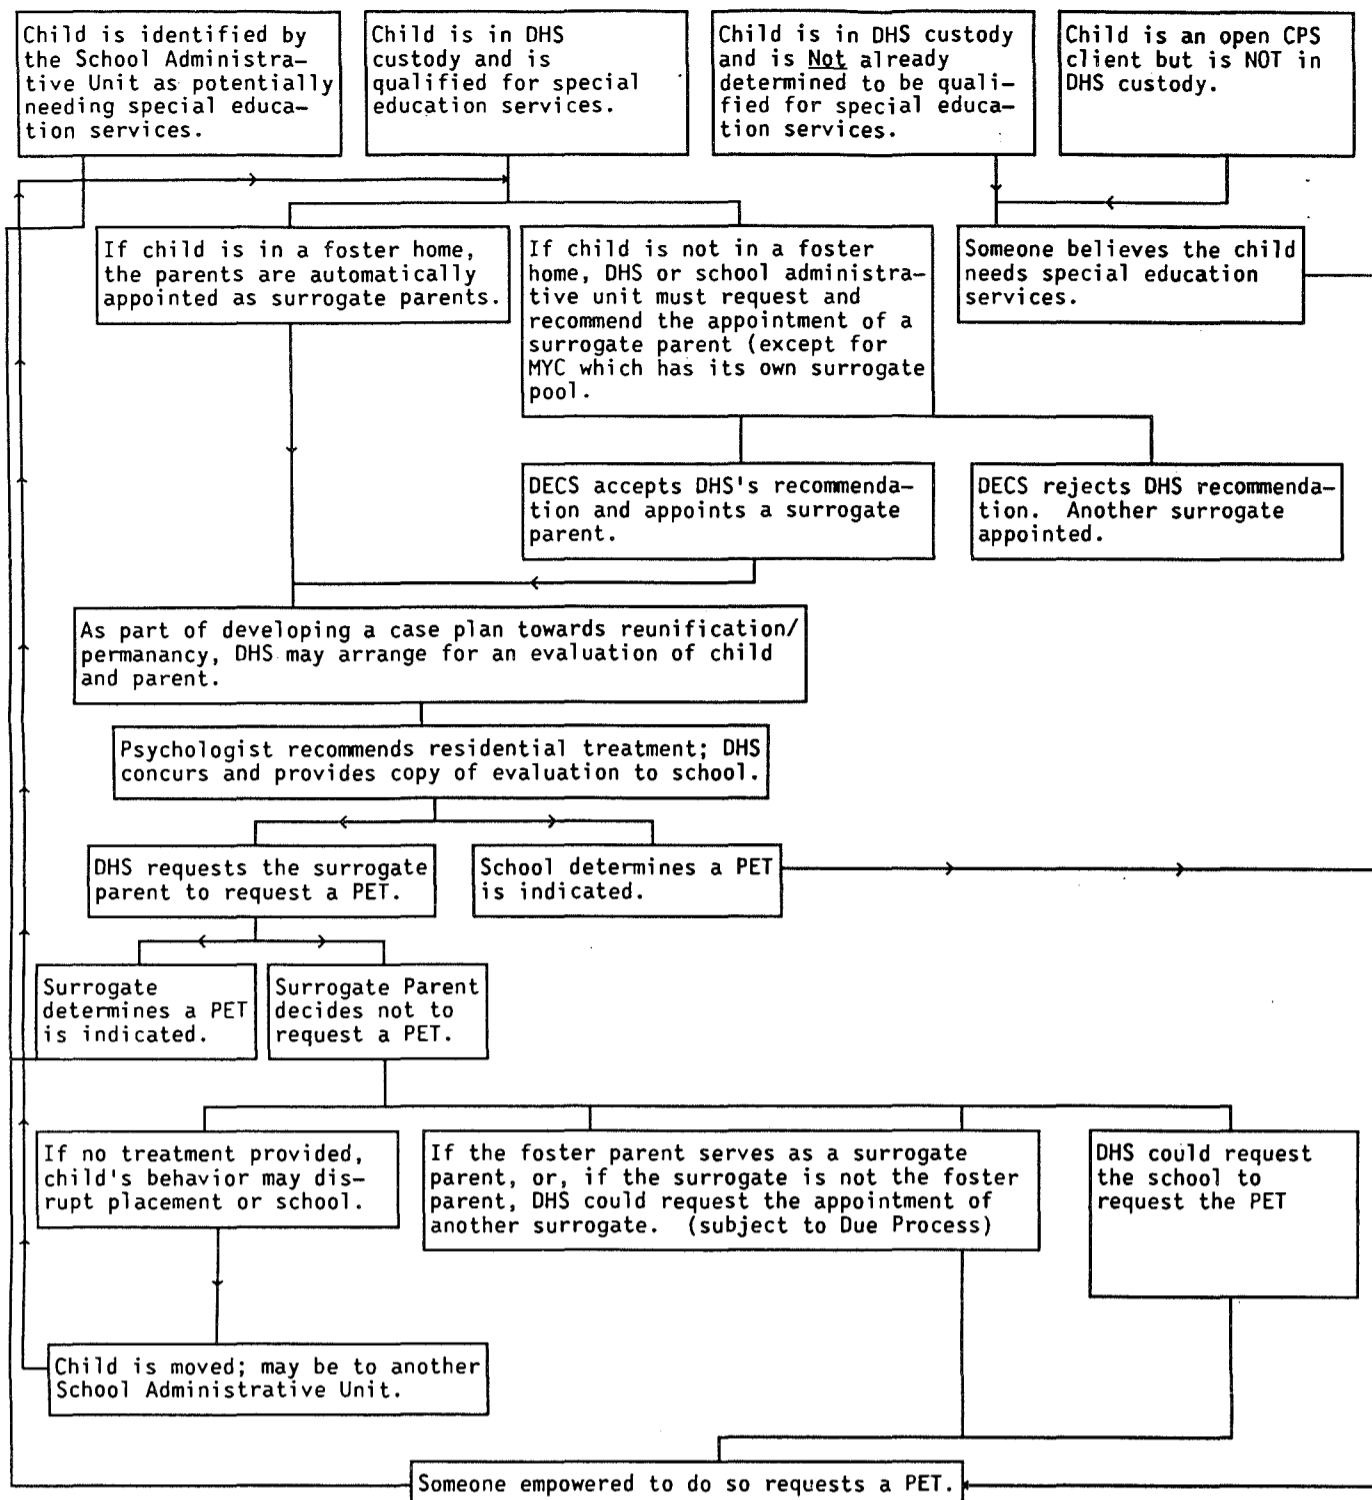 Child is identified by
the School Administra-
tive Unit as potentially
needing special educa-
tion services.
Child is in DHS
custody and is
qualified for special
education services.
Child is in DHS custody
and is Not already
determined to be quali-
fied for special educa-
tion services.
Child is an open CPS
client but is NOT in
DHS custody.
If child is in a foster home,
the parents are automatically
appointed as surrogate parents.
If child is not in a foster
home, DHS or school administra-
tive unit must request and
recommend the appointment of a
surrogate parent (except for
MYC which has its own surrogate
pool.
Someone believes the child
needs special education
services.
DECS accepts DHS's recommenda-
tion and appoints a surrogate
parent.
DECS rejects DHS recommenda-
tion. Another surrogate
appointed.
As part of developing a case plan towards reunification/
permanancy, DHS may arrange for an evaluation of child
and parent.
Psychologist recommends residential treatment; DHS
concurs and provides copy of evaluation to school.
DHS requests the surrogate
parent to request a PET.
School determines a PET
is indicated.
Surrogate
determines a PET
is indicated.
Surrogate Parent
decides not to
request a PET.
If no treatment provided,
child's behavior may dis-
rupt placement or school.
If the foster parent serves as a surrogate
parent, or, if the surrogate is not the foster
parent, DHS could request the appointment of
another surrogate. (subject to Due Process)
DHS could request
the school to
request the PET
Child is moved; may be to another
School Administrative Unit.
Someone empowered to do so requests a PET.